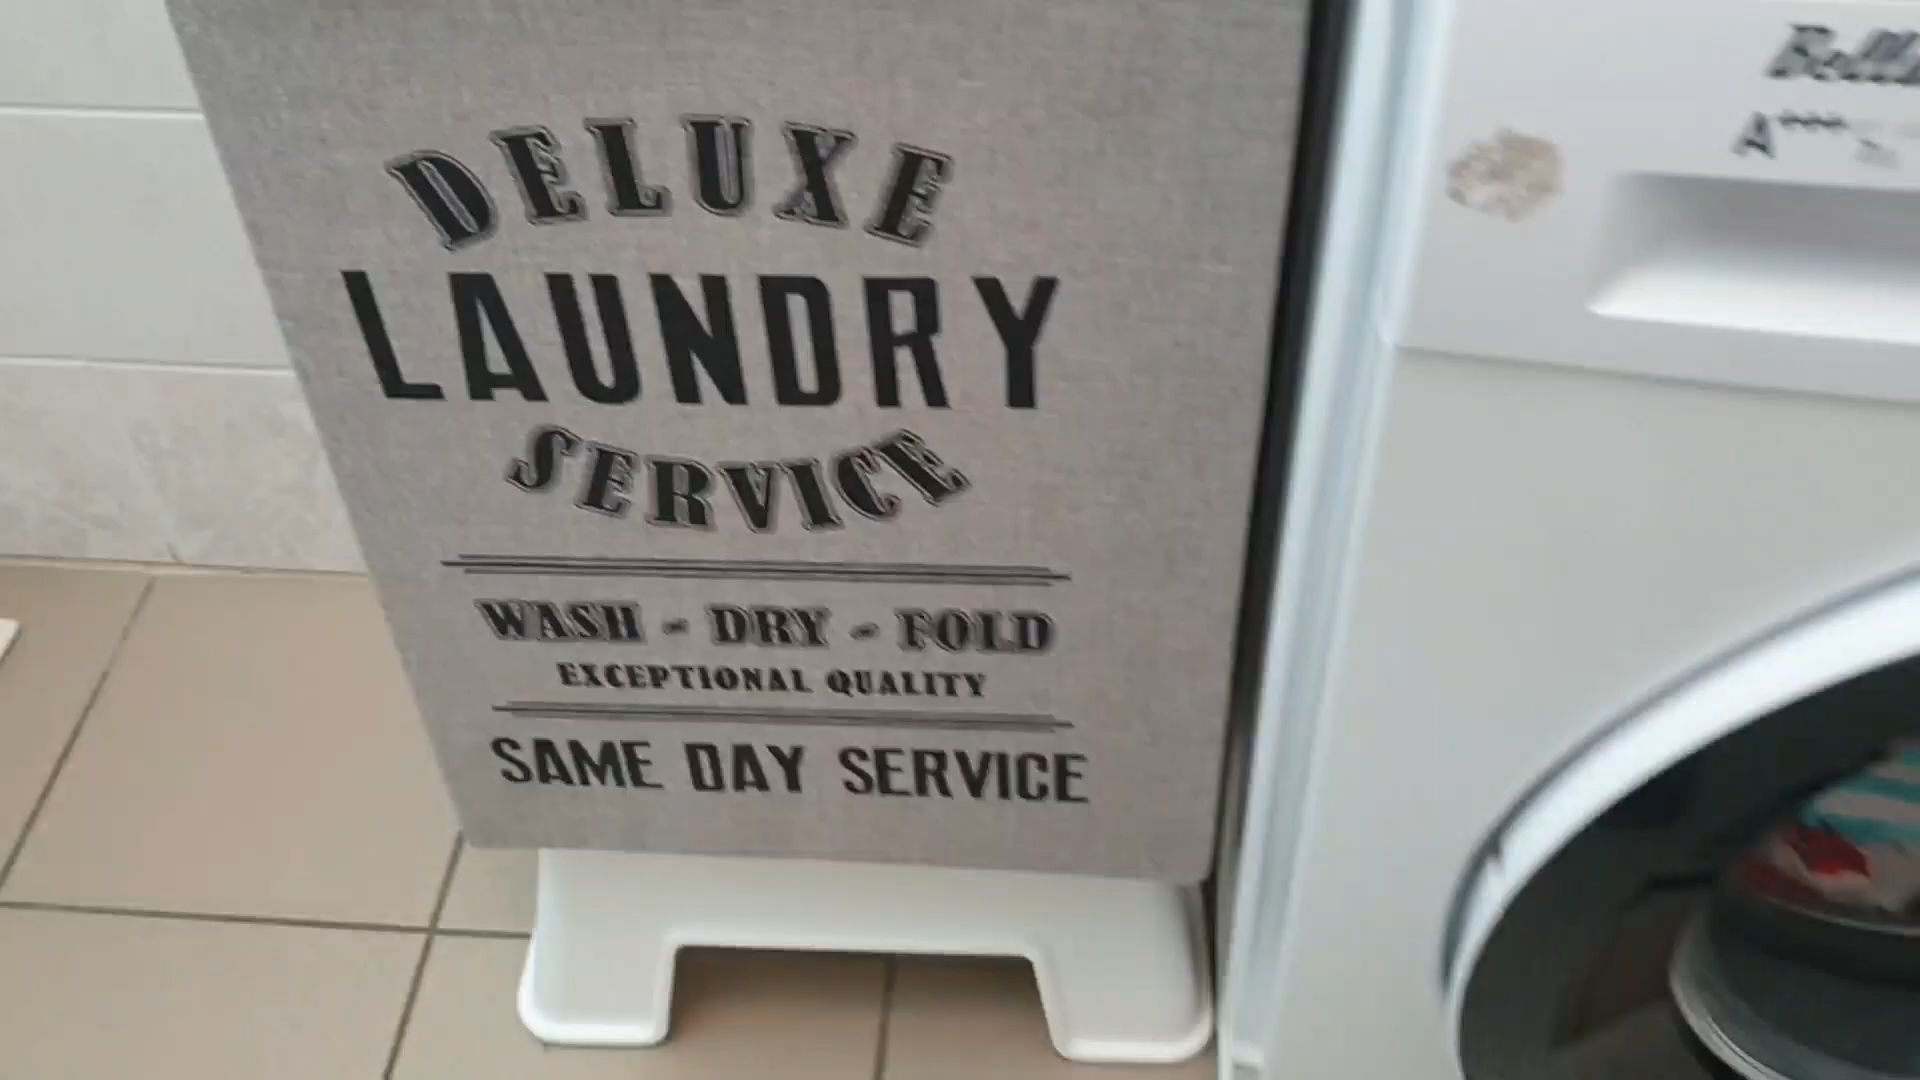 DELUXE
LAUNDRY
SERVICE
WASH - DRY - FOLD
EXCEPTIONAL QUALITY
SAME DAY SERVICE
A+++